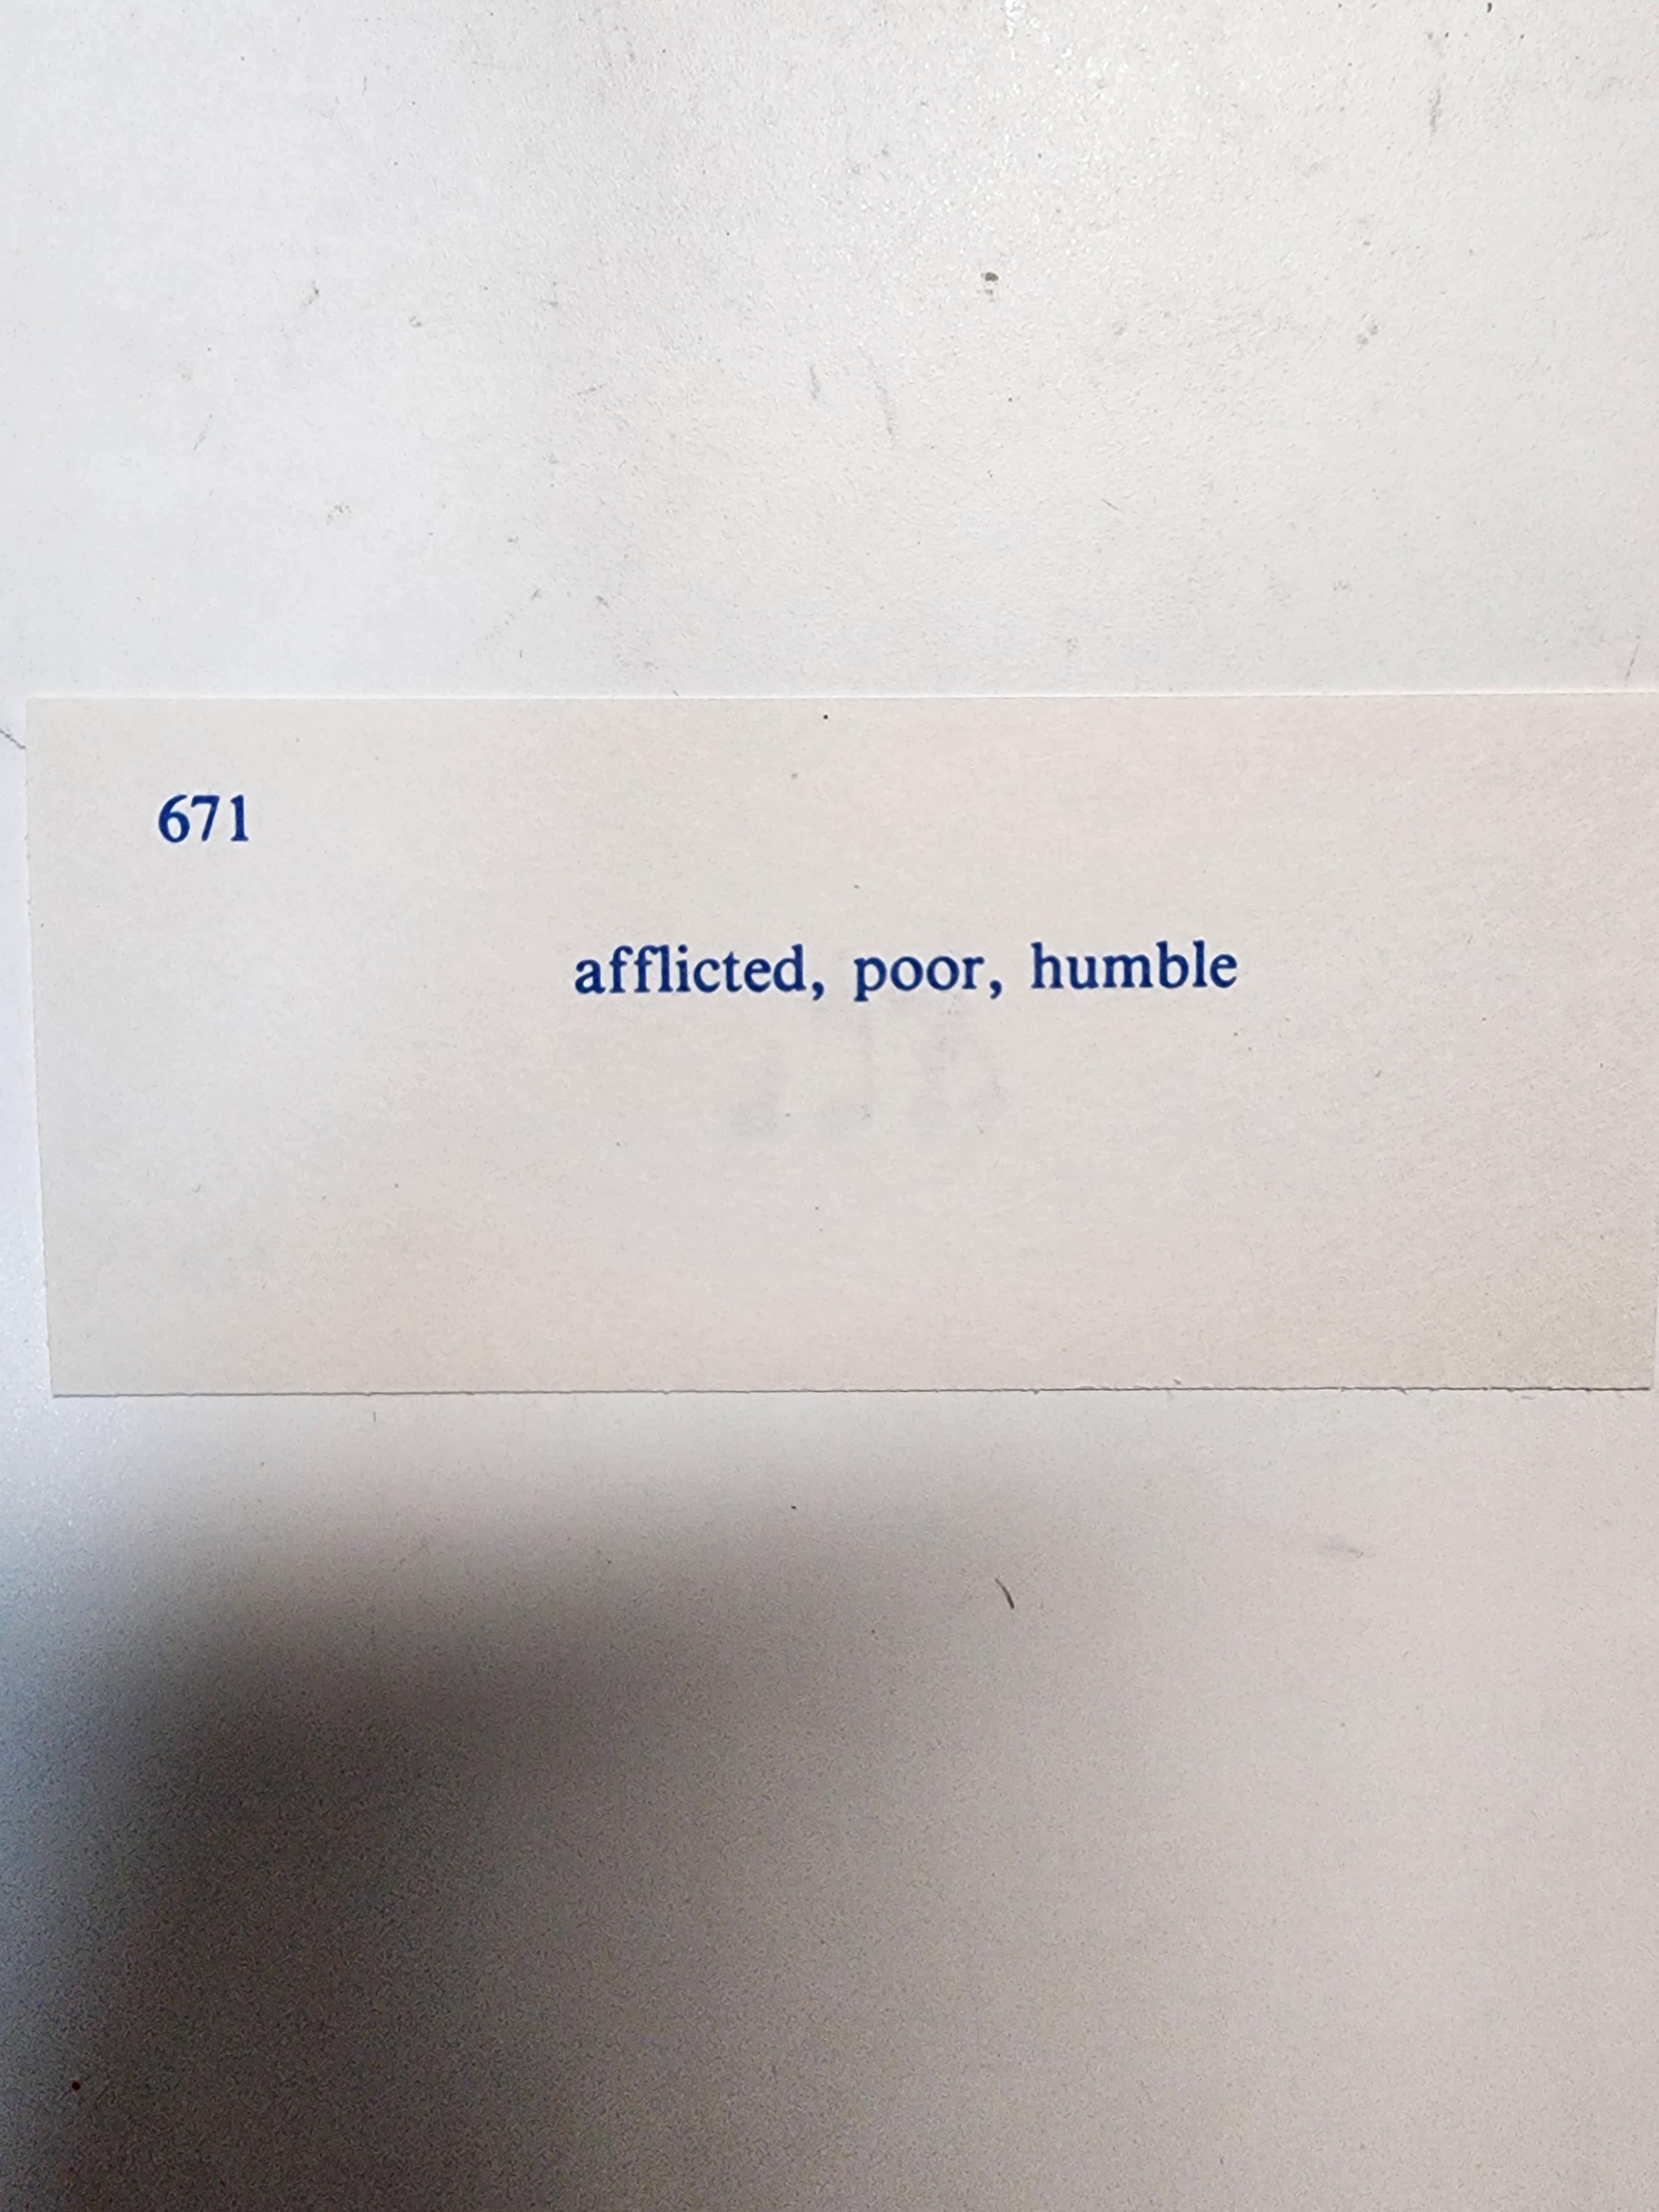 671
afflicted, poor, humble